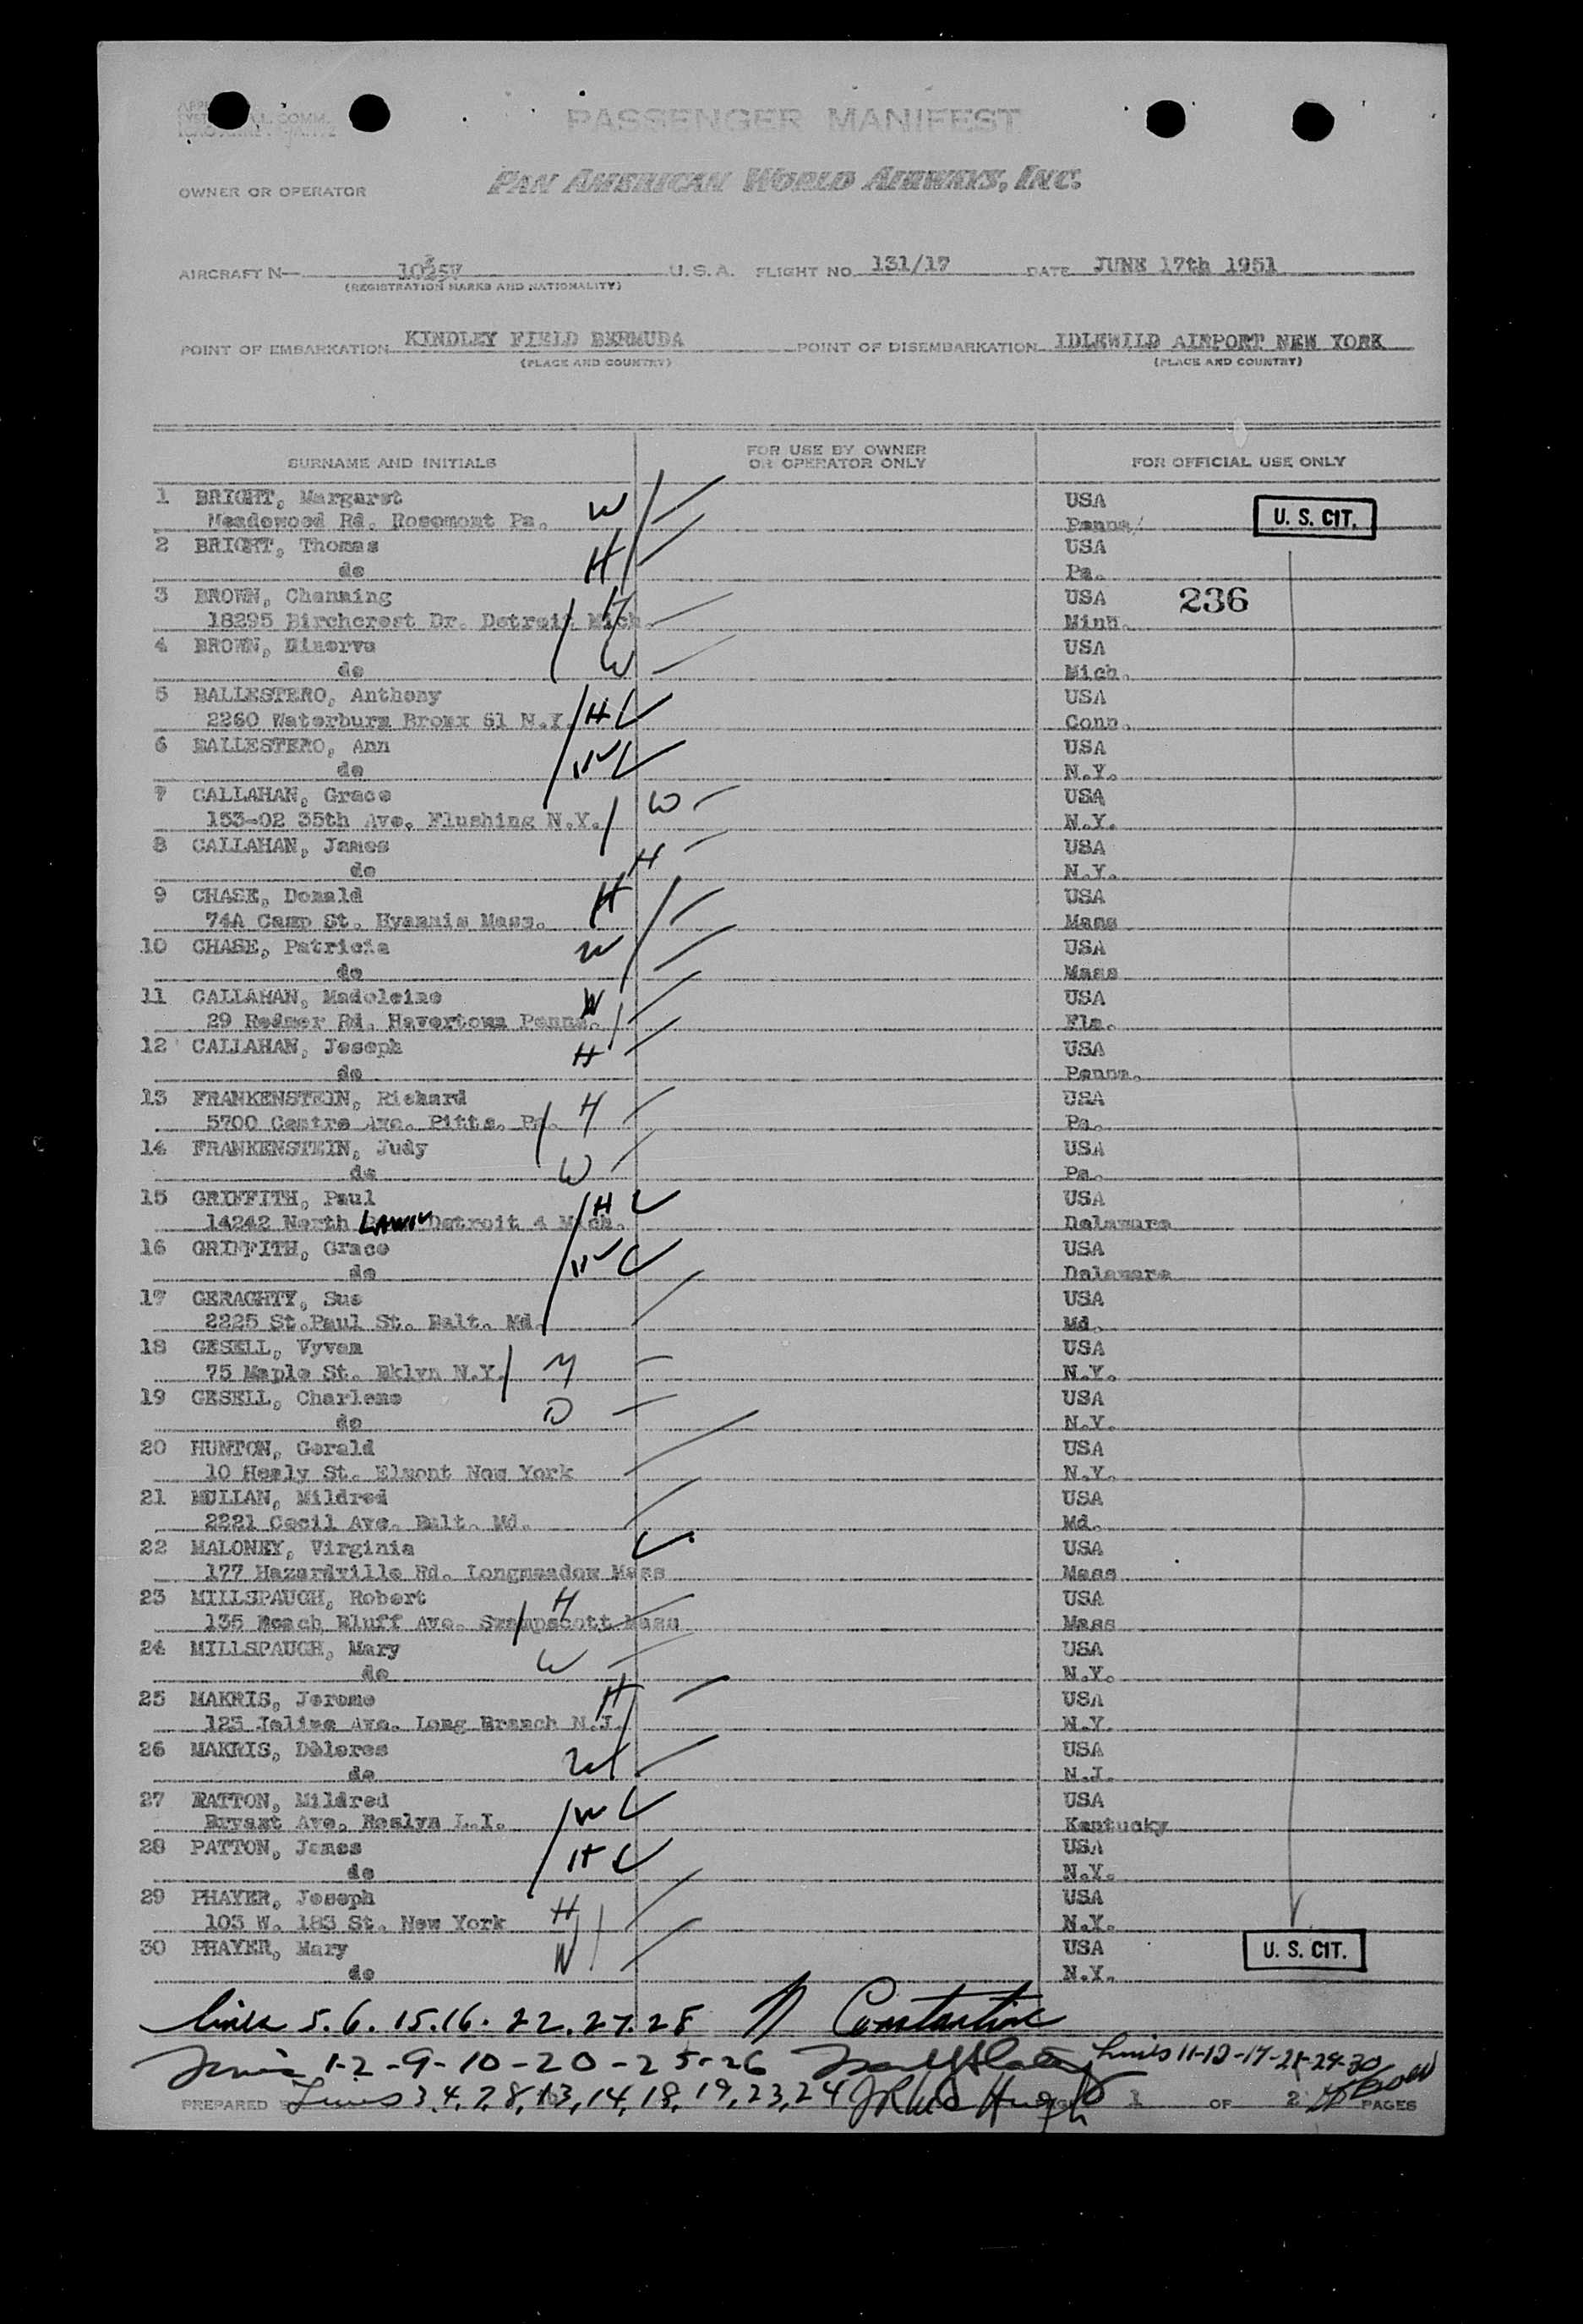 PASSENGER MANIFEST
OWNER OR OPERATOR PAN AMERICAN WORLD AIRWAYS, INC.
AIRCRAFT N— U.S.A. FLIGHT NO. 131/17 DATE JUNE 17th 1951
(REGISTRATION MARKS AND NATIONALITY)
POINT OF EMBARKATION KINDLEY FIELD BERMUDA POINT OF DISEMBARKATION IDLEWILD AIRPORT NEW YORK
(PLACE AND COUNTRY) (PLACE AND COUNTRY)
SURNAME AND INITIALS FOR USE BY OWNER OR OPERATOR ONLY FOR OFFICIAL USE ONLY
1 BRIGHT, Margaret W USA
Meadowood Rd. Rosemont Pa. Penna U. S. CIT.
2 BRIGHT, Thomas USA
do H Pa.
3 BROWN, Channing H USA 236
18295 Birchcrest Dr. Detroit Mich.
4 BROWN, Minerva USA
do W Mich.
5 BALLESTERO, Anthony USA
2260 Bronx 61 N.Y. H Conn.
6 BALLESTERO, Ann USA
do W N.Y.
7 CALLAHAN, Grace W USA
153-02 35th Ave. Flushing N.Y. N.Y.
8 CALLAHAN, James USA
do H N.Y.
9 CHASE, Donald H USA
74A Camp St. Hyannis Mass. Mass
10 CHASE, Patricia W USA
do Mass
11 CALLAHAN, Madeleine W USA
29 Rd. Havertown Penna. Fla.
12 CALLAHAN, Joseph H USA
do Penna.
13 FRANKENSTEIN, Richard H USA
5700 Centre Ave. Pitts. Pa. Pa.
14 FRANKENSTEIN, Judy USA
do W Pa.
15 GRIFFITH, Paul H USA
14242 North Detroit 4 Mich. Delaware
16 GRIFFITH, Grace W USA
do Delaware
17 GERAGHTY, Sue USA
2225 St.Paul St. Balt. Md. Md.
18 GESELL, Vyvan USA
75 Maple St. Bklyn N.Y. M N.Y.
19 GESELL, Charlene USA
do D N.Y.
20 HUNTON, Gerald USA
10 Healy St. Elmont New York N.Y.
21 MULLAN, Mildred USA
2221 Cecil Ave. Balt. Md. Md.
22 MALONEY, Virginia USA
177 Hazardville Rd. Longmeadow Mass Mass
23 MILLSPAUGH, Robert H USA
135 Beach Bluff Ave. Swampscott Mass Mass
24 MILLSPAUGH, Mary W USA
do N.Y.
25 MAKRIS, Jerome H USA
Ave. Long Branch N.J. N.Y.
26 MAKRIS, Dolores W USA
do N.J.
27 PATTON, Mildred W USA
Bryant Ave. Roslyn L.I. Kentucky
28 PATTON, James H USA
do N.Y.
29 PHAYER, Joseph H USA
103 W. 183 St. New York N.Y.
30 PHAYER, Mary W USA U. S. CIT.
do N.Y.
lines 5.6.15.16.22.27.28 Constantine
Lines 1-2-9-10-20-25-26
Lines 11-12-17-21-29-30
PREPARED Lines 3,4,7,8,13,14,18,19,23,24 1 OF 2 PAGES